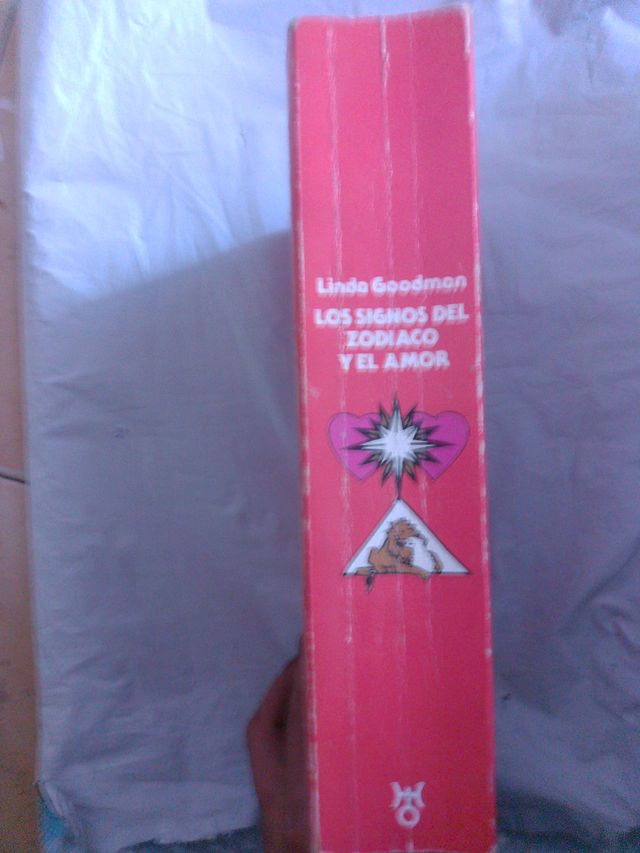 Linda Goodman
LOS SIGNOS DEL
ZODIACO
Y EL AMOR